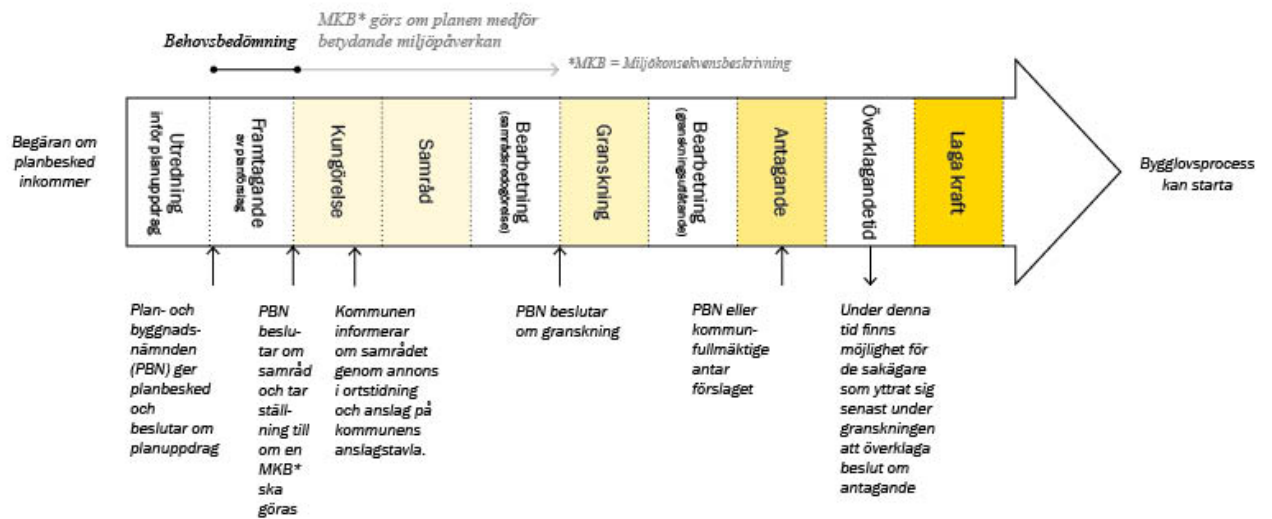 MKB* görs om planen medför
betydande miljöpåverkan
Behovsbedömning
*MKB = Miljökonsekvensbeskrivning
Begäran om
planbesked
inkommer
Utredning
inför planuppdrag
Framtagande
av planförslag
Kungörelse
Samråd
Bearbetning
(samrådsredogörelse)
Granskning
Bearbetning
(granskningsutlåtande)
Antagande
Överklagandetid
Laga kraft
Bygglovsprocess
kan starta
Plan- och
byggnads-
nämnden
(PBN) ger
planbesked
och
beslutar om
planuppdrag
PBN
beslu-
tar om
samråd
och tar
ställ-
ning till
om en
MKB*
ska
göras
Kommunen
informerar
om samrådet
genom annons
i ortstidning
och anslag på
kommunens
anslagstavla.
PBN beslutar
om granskning
PBN eller
kommun-
fullmäktige
antar
förslaget
Under denna
tid finns
möjlighet för
de sakägare
som yttrat sig
senast under
granskningen
att överklaga
beslut om
antagande